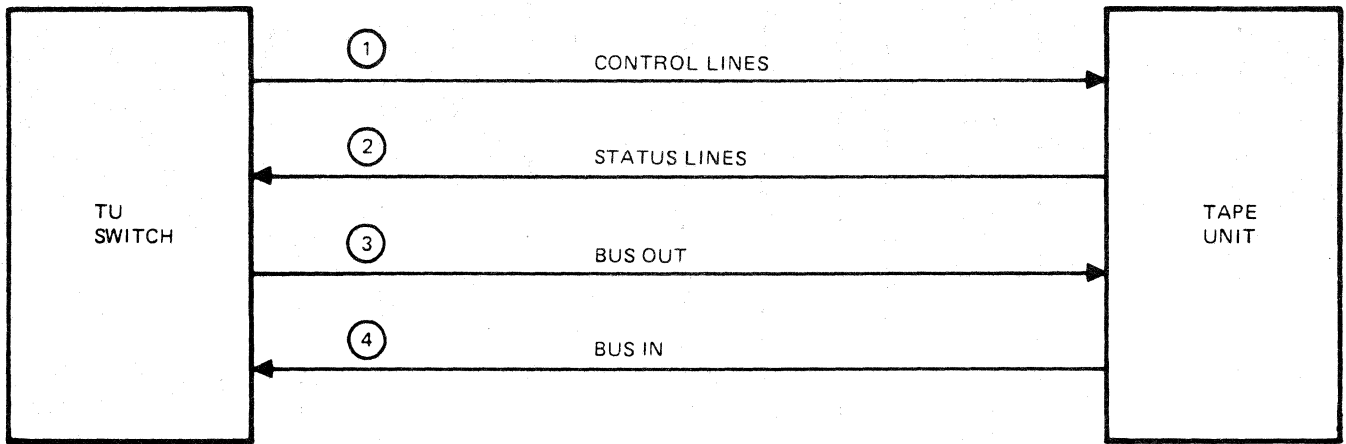 1
CONTROL LINES
2
STATUS LINES
TU
SWITCH
TAPE
UNIT
3
BUS OUT
4
BUS IN